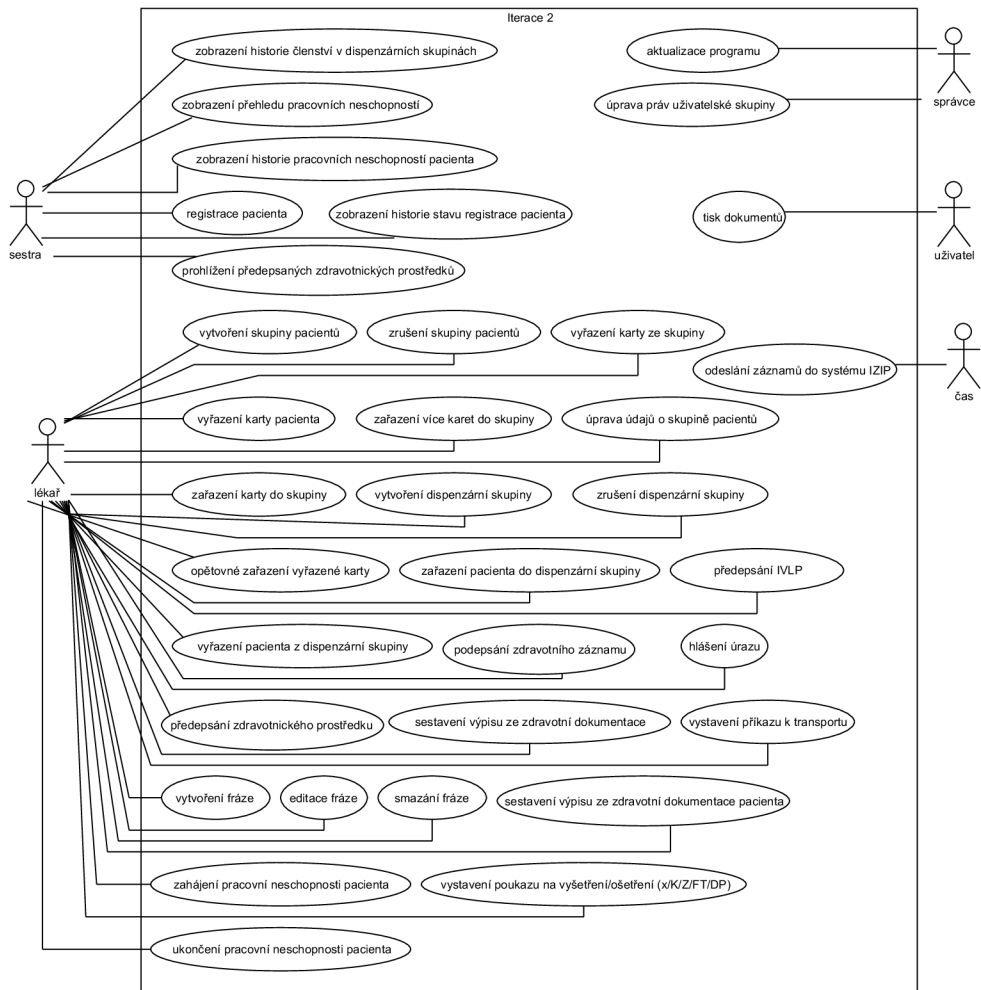 Iterace 2
zobrazení historie členství v dispenzárních skupinách
aktualizace programu
správce
zobrazení přehledu pracovních neschopností
úprava práv uživatelské skupiny
zobrazení historie pracovních neschopností pacienta
sestra
registrace pacienta
zobrazení historie stavu registrace pacienta
tisk dokumentů
uživatel
prohlížení předepsaných zdravotnických prostředků
vytvoření skupiny pacientů
zrušení skupiny pacientů
vyřazení karty ze skupiny
odeslání záznamů do systému IZIP
čas
vyřazení karty pacienta
zařazení více karet do skupiny
úprava údajů o skupině pacientů
lékař
zařazení karty do skupiny
vytvoření dispenzární skupiny
zrušení dispenzární skupiny
opětovné zařazení vyřazené karty
zařazení pacienta do dispenzární skupiny
předepsání IVLP
vyřazení pacienta z dispenzární skupiny
podepsání zdravotního záznamu
hlášení úrazu
předepsání zdravotnického prostředku
sestavení výpisu ze zdravotní dokumentace
vystavení příkazu k transportu
vytvoření fráze
editace fráze
smazání fráze
sestavení výpisu ze zdravotní dokumentace pacienta
zahájení pracovní neschopnosti pacienta
vystavení poukazu na vyšetření/ošetření (x/K/Z/FT/DP)
ukončení pracovní neschopnosti pacienta